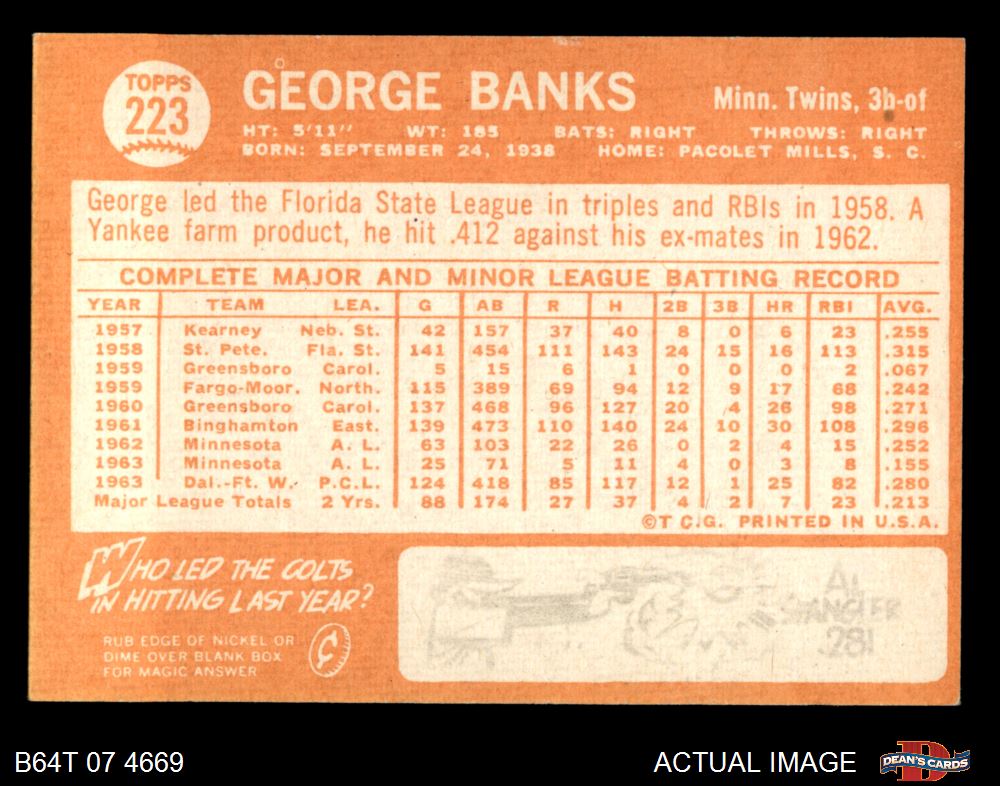 TOPPS
223
GEORGE BANKS
Minn. Twins, 3b-of
HT: 5'11" WT: 185 BATS: RIGHT THROWS: RIGHT
BORN: SEPTEMBER 24, 1938 HOME: PACOLET MILLS, S. C.
George led the Florida State League in triples and RBIs in 1958. A
Yankee farm product, he hit .412 against his ex-mates in 1962.
COMPLETE MAJOR AND MINOR LEAGUE BATTING RECORD
YEAR TEAM LEA. G AB R H 2B 3B HR RBI AVG.
1957 Kearney Neb. St. 42 157 37 40 8 0 6 23 .255
1958 St. Pete. Fla. St. 141 454 111 143 24 15 16 113 .315
1959 Greensboro Carol. 5 15 6 1 0 0 0 2 .067
1959 Fargo-Moor. North. 115 389 69 94 12 9 17 68 .242
1960 Greensboro Carol. 137 468 96 127 20 4 26 98 .271
1961 Binghamton East. 139 473 110 140 24 10 30 108 .296
1962 Minnesota A. L. 63 103 22 26 0 2 4 15 .252
1963 Minnesota A. L. 25 71 5 11 4 0 3 8 .155
1963 Dal.-Ft. W. P.C.L. 124 418 85 117 12 1 25 82 .280
Major League Totals 2 Yrs. 88 174 27 37 4 2 7 23 .213
©T.C.G. PRINTED IN U.S.A.
WHO LED THE COLTS
IN HITTING LAST YEAR?
RUB EDGE OF NICKEL OR
DIME OVER BLANK BOX
FOR MAGIC ANSWER
¢
AL
SPANGLER
.281
B64T 07 4669
ACTUAL IMAGE
D
DEAN'S CARDS